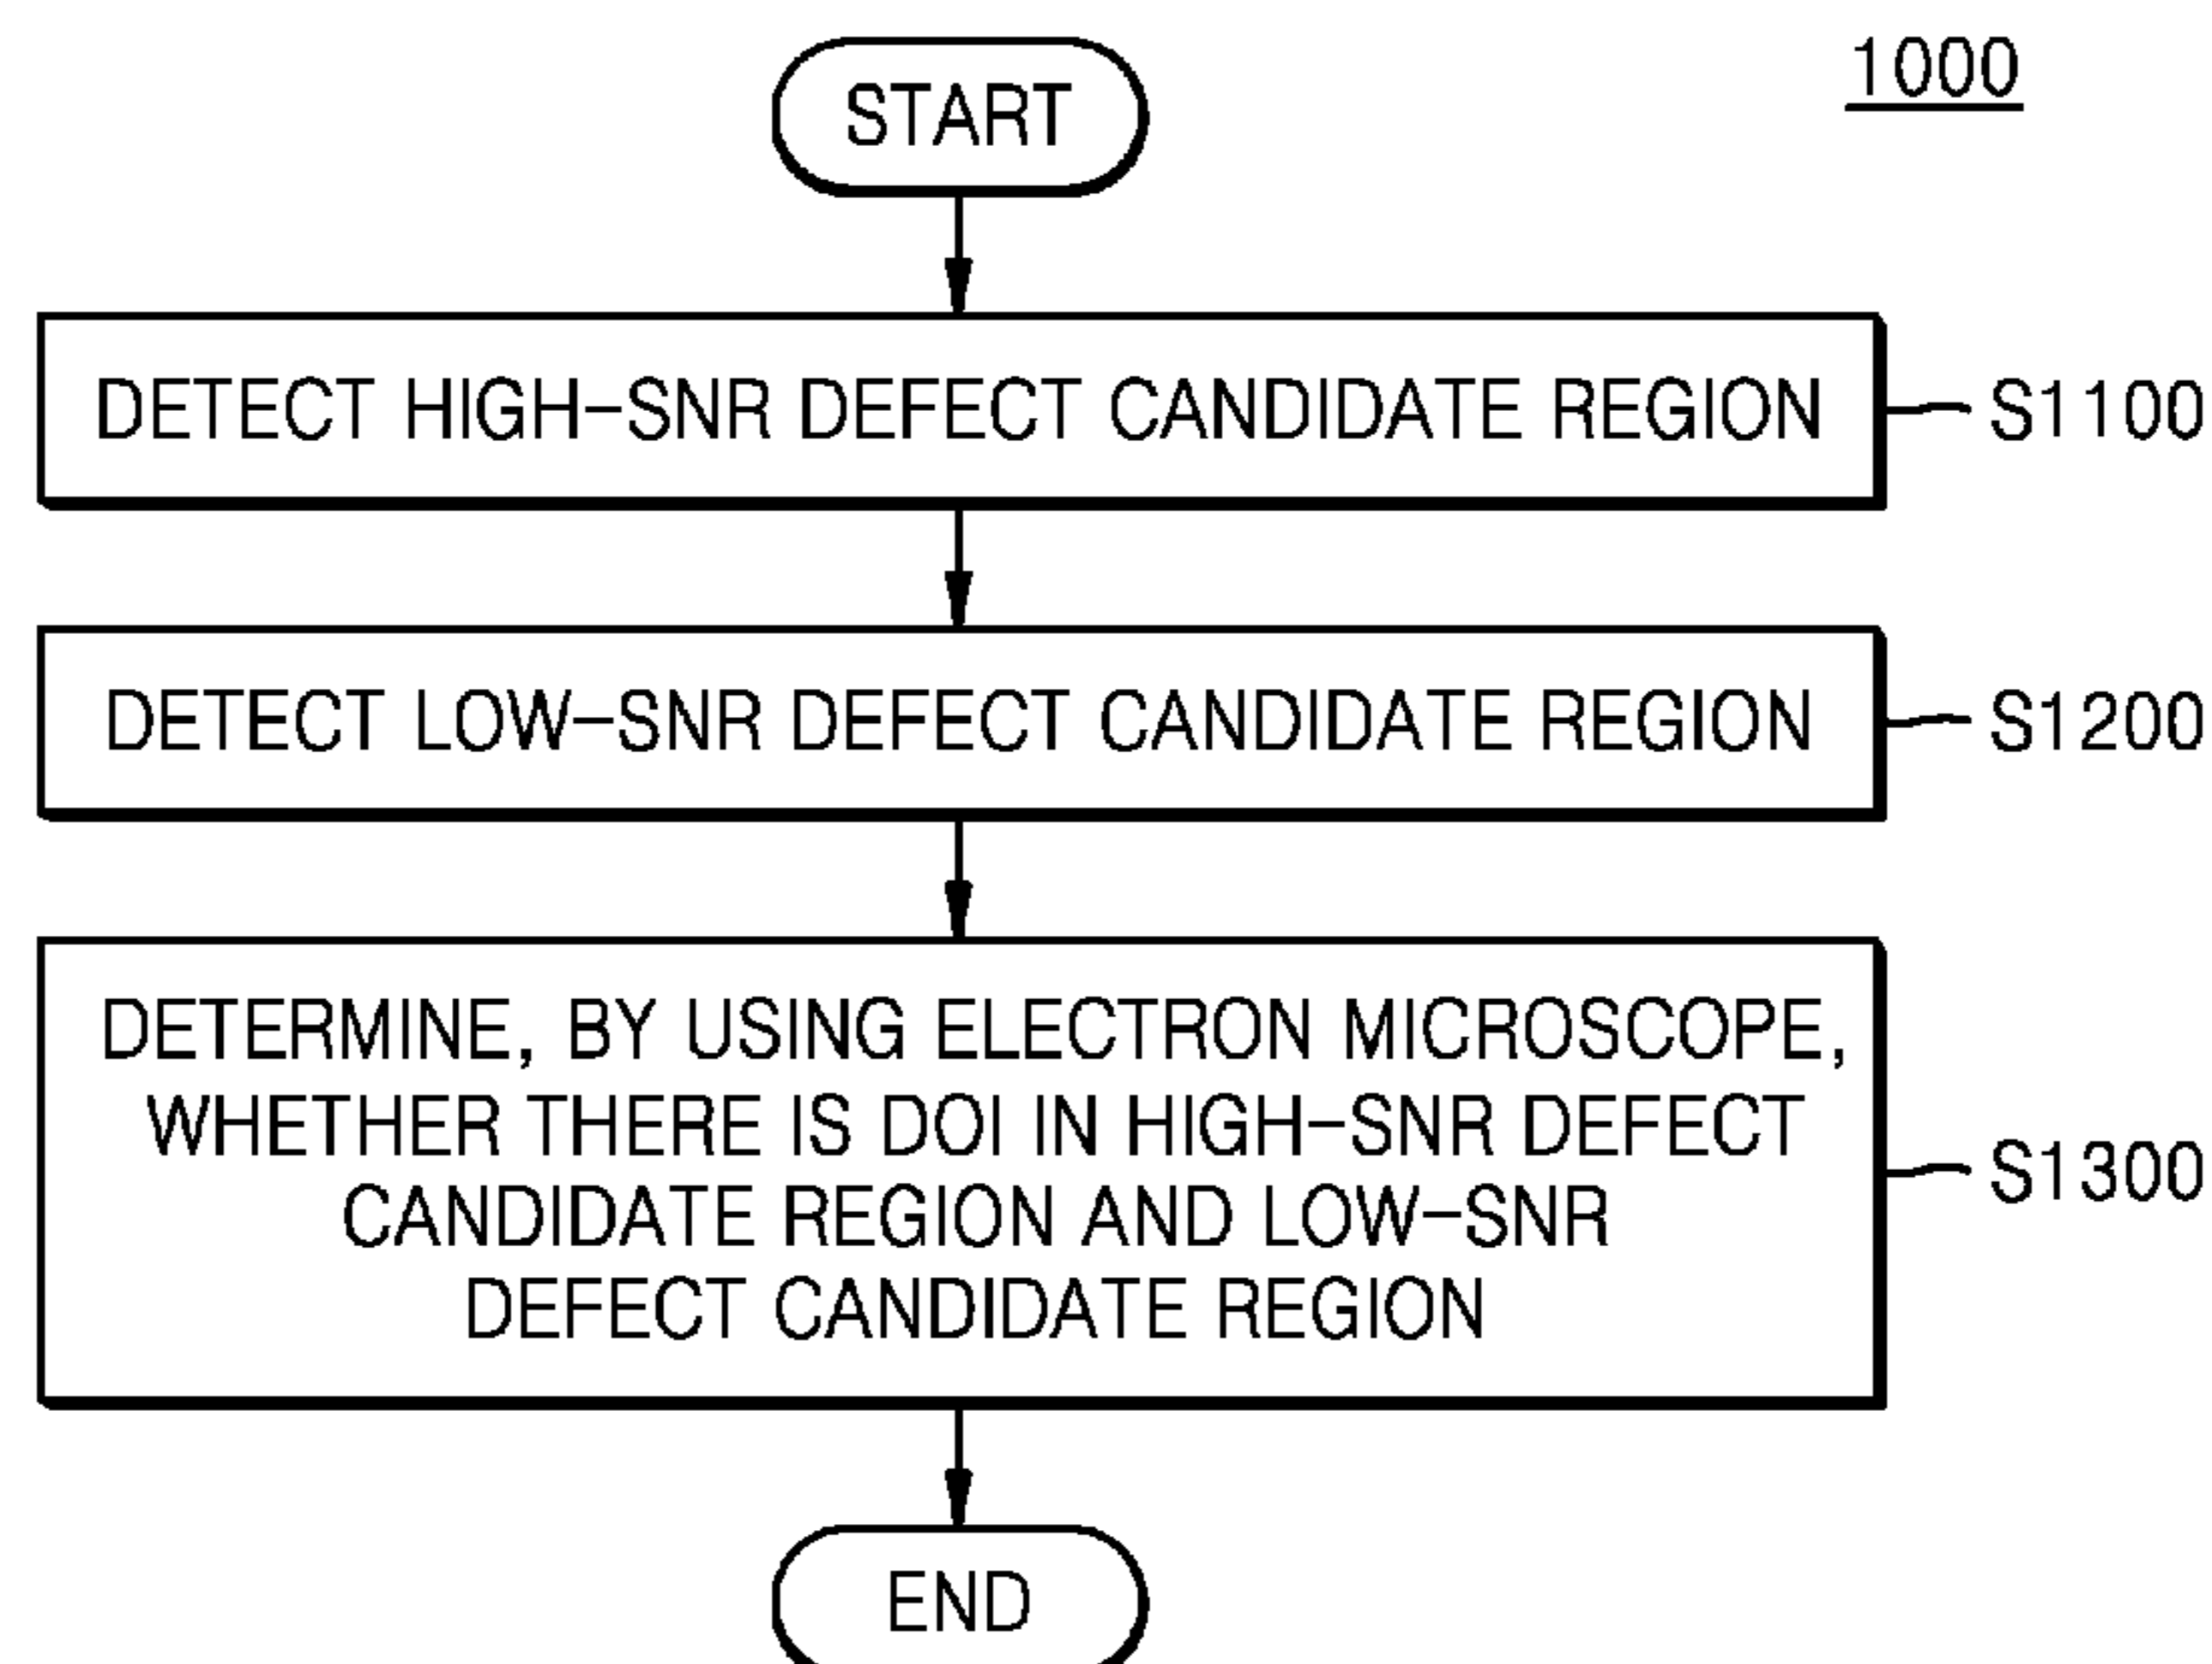 1000
START
DETECT HIGH-SNR DEFECT CANDIDATE REGION
S1100
DETECT LOW-SNR DEFECT CANDIDATE REGION
S1200
DETERMINE, BY USING ELECTRON MICROSCOPE,
WHETHER THERE IS DOI IN HIGH-SNR DEFECT
CANDIDATE REGION AND LOW-SNR
DEFECT CANDIDATE REGION
S1300
END